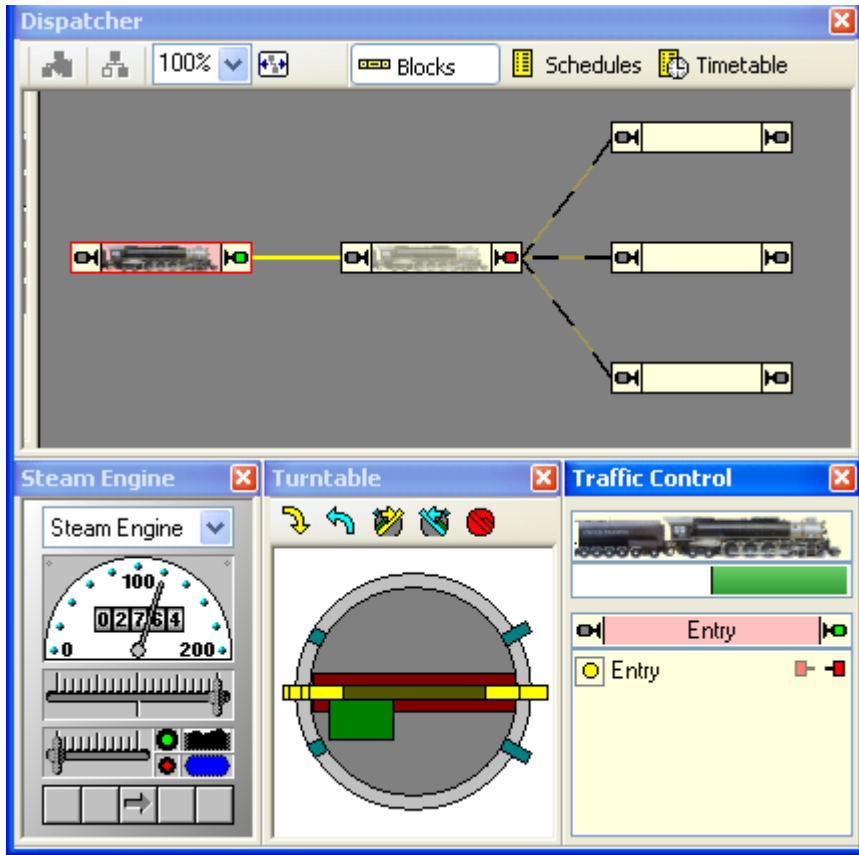 Dispatcher
100% Blocks Schedules Timetable
Steam Engine
Turntable
Traffic Control
Steam Engine
100
02764
0 200
Entry
Entry